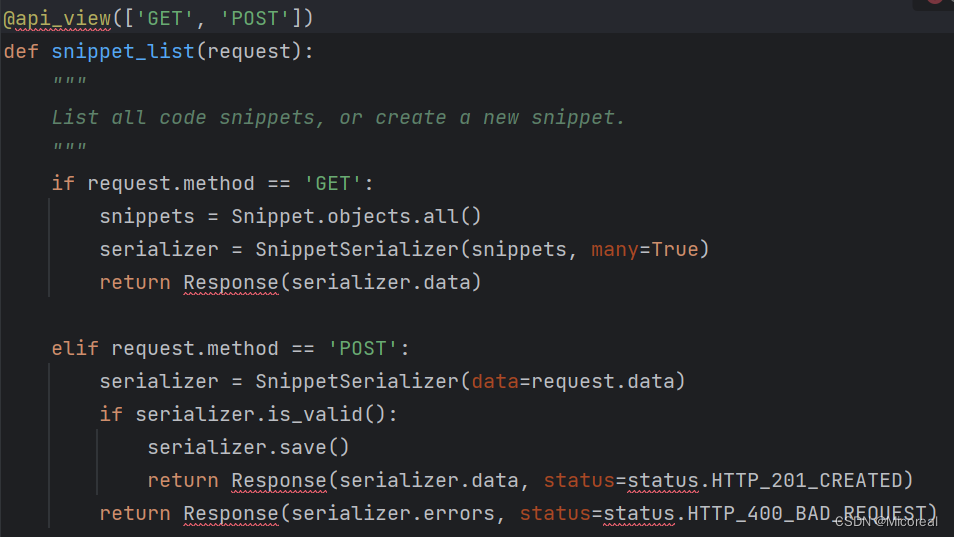 @api_view(['GET', 'POST'])
def snippet_list(request):
    """
    List all code snippets, or create a new snippet.
    """
    if request.method == 'GET':
        snippets = Snippet.objects.all()
        serializer = SnippetSerializer(snippets, many=True)
        return Response(serializer.data)

    elif request.method == 'POST':
        serializer = SnippetSerializer(data=request.data)
        if serializer.is_valid():
            serializer.save()
            return Response(serializer.data, status=status.HTTP_201_CREATED)
        return Response(serializer.errors, status=status.HTTP_400_BAD_REQUEST)
CSDN @Micoreal